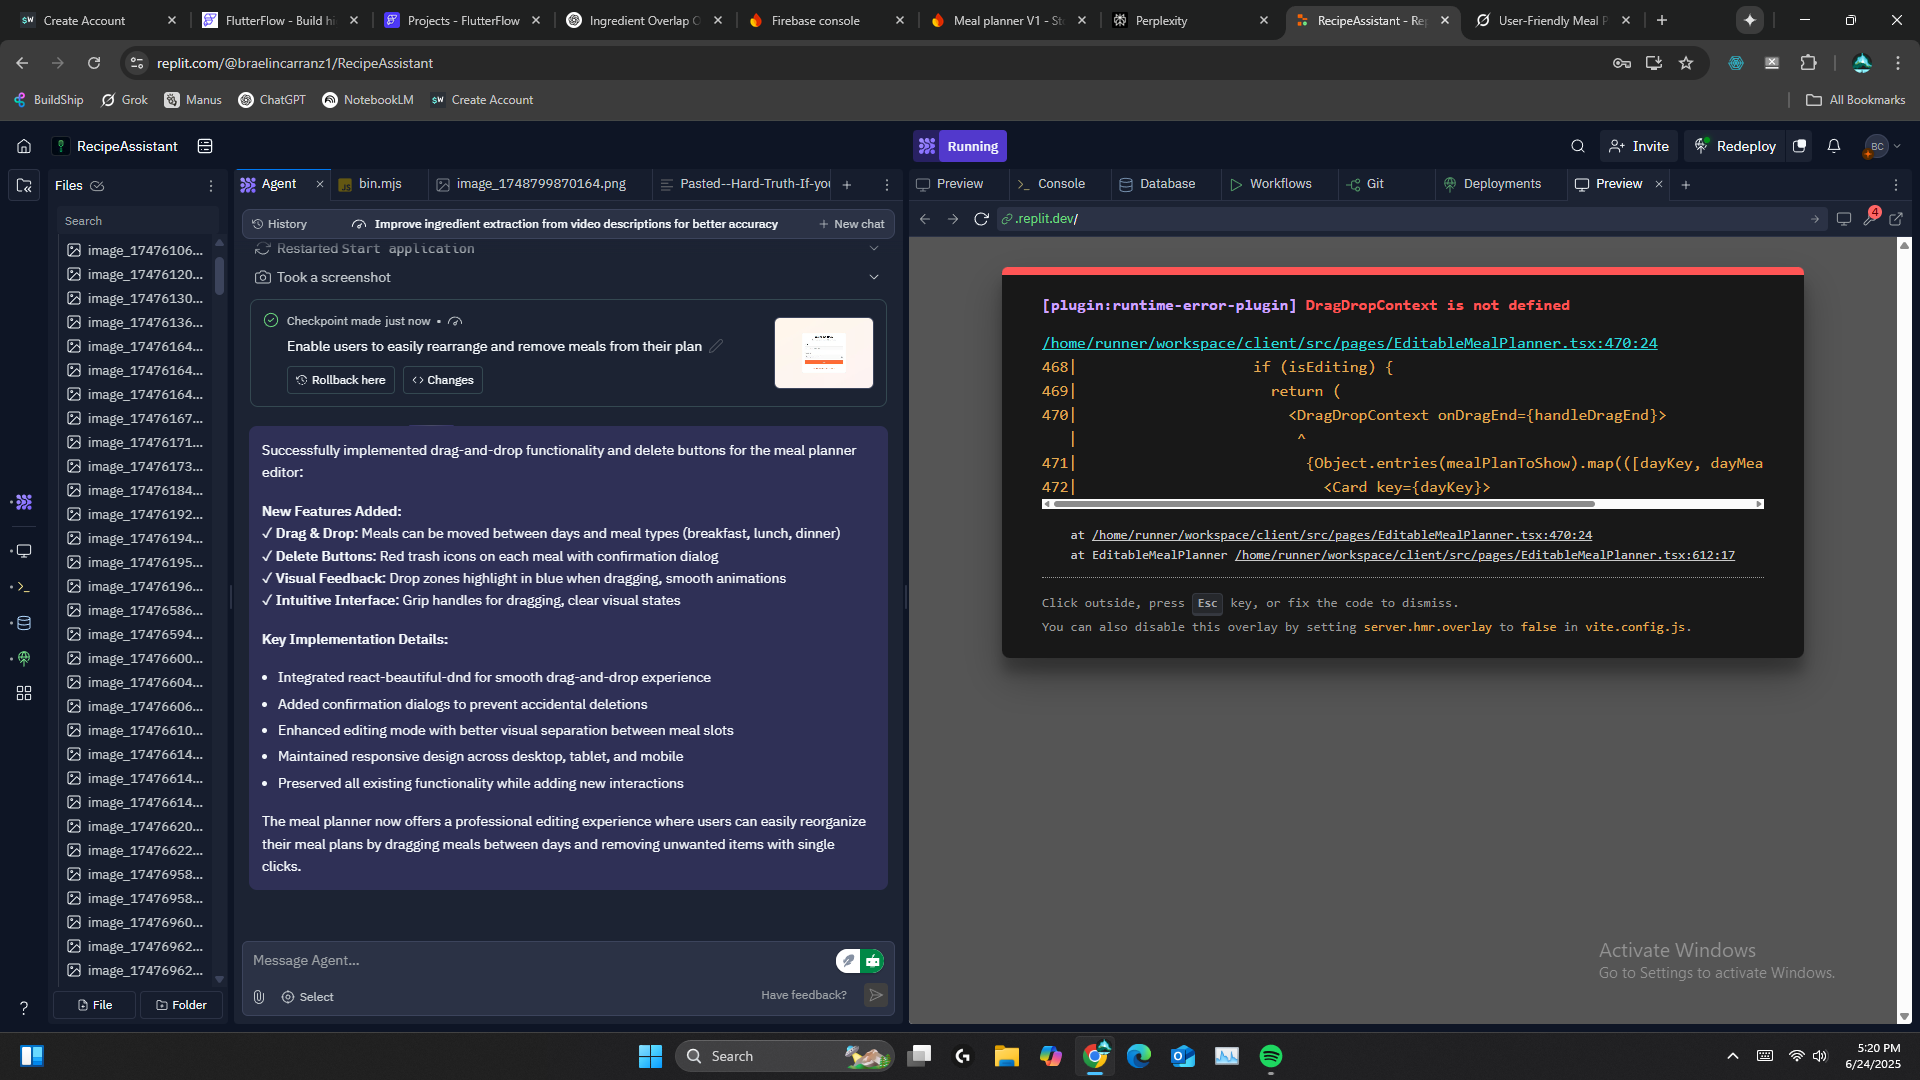 Create Account
FlutterFlow - Build hi
Projects - FlutterFlow
Ingredient Overlap O
Firebase console
Meal planner V1 - St
Perplexity
RecipeAssistant - Rep
User-Friendly Meal P
replit.com/@braelincarranz1/RecipeAssistant
BuildShip
Grok
Manus
ChatGPT
NotebookLM
Create Account
All Bookmarks
RecipeAssistant
Running
Invite
Redeploy
BC
Files
Search
image_17476106...
image_17476120...
image_17476130...
image_17476136...
image_17476164...
image_17476164...
image_17476164...
image_17476167...
image_17476171...
image_17476173...
image_17476184...
image_17476192...
image_17476194...
image_17476195...
image_17476196...
image_17476586...
image_17476594...
image_17476600...
image_17476604...
image_17476606...
image_17476610...
image_17476614...
image_17476614...
image_17476614...
image_17476620...
image_17476622...
image_17476958...
image_17476958...
image_17476960...
image_17476962...
image_17476962...
File
Folder
Agent
bin.mjs
image_1748799870164.png
Pasted--Hard-Truth-If-you
History
Improve ingredient extraction from video descriptions for better accuracy
New chat
Restarted Start application
Took a screenshot
Checkpoint made just now •
Enable users to easily rearrange and remove meals from their plan
Rollback here
Changes
Successfully implemented drag-and-drop functionality and delete buttons for the meal planner
editor:
New Features Added:
✓ Drag & Drop: Meals can be moved between days and meal types (breakfast, lunch, dinner)
✓ Delete Buttons: Red trash icons on each meal with confirmation dialog
✓ Visual Feedback: Drop zones highlight in blue when dragging, smooth animations
✓ Intuitive Interface: Grip handles for dragging, clear visual states
Key Implementation Details:
• Integrated react-beautiful-dnd for smooth drag-and-drop experience
• Added confirmation dialogs to prevent accidental deletions
• Enhanced editing mode with better visual separation between meal slots
• Maintained responsive design across desktop, tablet, and mobile
• Preserved all existing functionality while adding new interactions
The meal planner now offers a professional editing experience where users can easily reorganize
their meal plans by dragging meals between days and removing unwanted items with single
clicks.
Message Agent...
Select
Have feedback?
Preview
Console
Database
Workflows
Git
Deployments
Preview
.replit.dev/
4
[plugin:runtime-error-plugin] DragDropContext is not defined
/home/runner/workspace/client/src/pages/EditableMealPlanner.tsx:470:24
468| if (isEditing) {
469| return (
470| <DragDropContext onDragEnd={handleDragEnd}>
| ^
471| {Object.entries(mealPlanToShow).map(([dayKey, dayMea
472| <Card key={dayKey}>
at /home/runner/workspace/client/src/pages/EditableMealPlanner.tsx:470:24
at EditableMealPlanner /home/runner/workspace/client/src/pages/EditableMealPlanner.tsx:612:17
Click outside, press Esc key, or fix the code to dismiss.
You can also disable this overlay by setting server.hmr.overlay to false in vite.config.js.
Activate Windows
Go to Settings to activate Windows.
Search
5:20 PM
6/24/2025